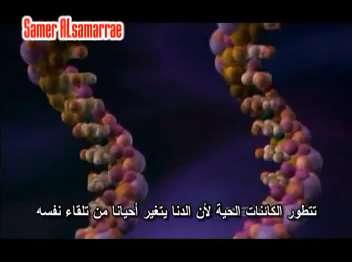 Samer ALsamarrae
تتطور الكائنات الحية لأن الدنا يتغير أحيانا من تلقاء نفسه